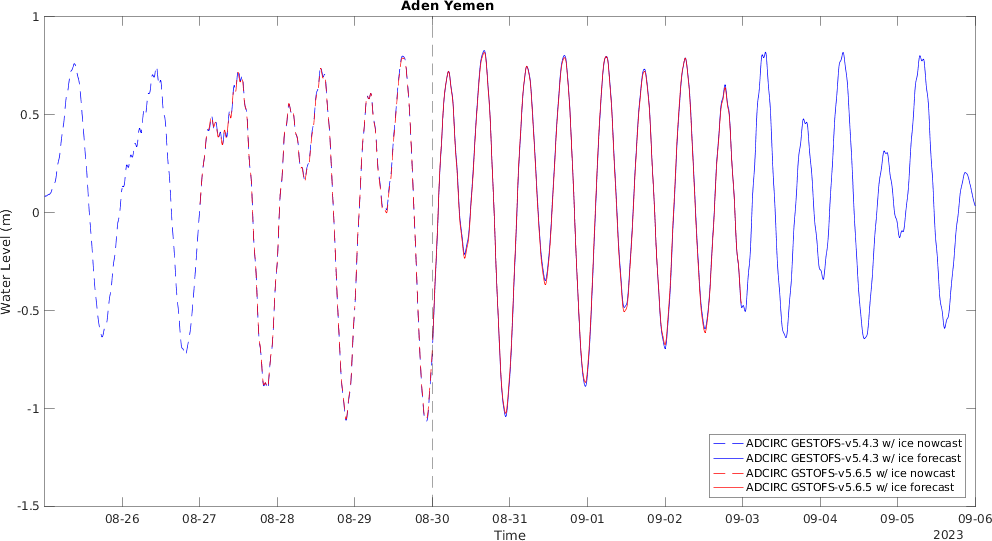 Aden Yemen
1
0.5
0
-0.5
-1
-1.5
Water Level (m)
ADCIRC GESTOFS-v5.4.3 w/ ice nowcast
ADCIRC GESTOFS-v5.4.3 w/ ice forecast
ADCIRC GSTOFS-v5.6.5 w/ ice nowcast
ADCIRC GSTOFS-v5.6.5 w/ ice forecast
08-26 08-27 08-28 08-29 08-30 08-31 09-01 09-02 09-03 09-04 09-05 09-06
Time
2023